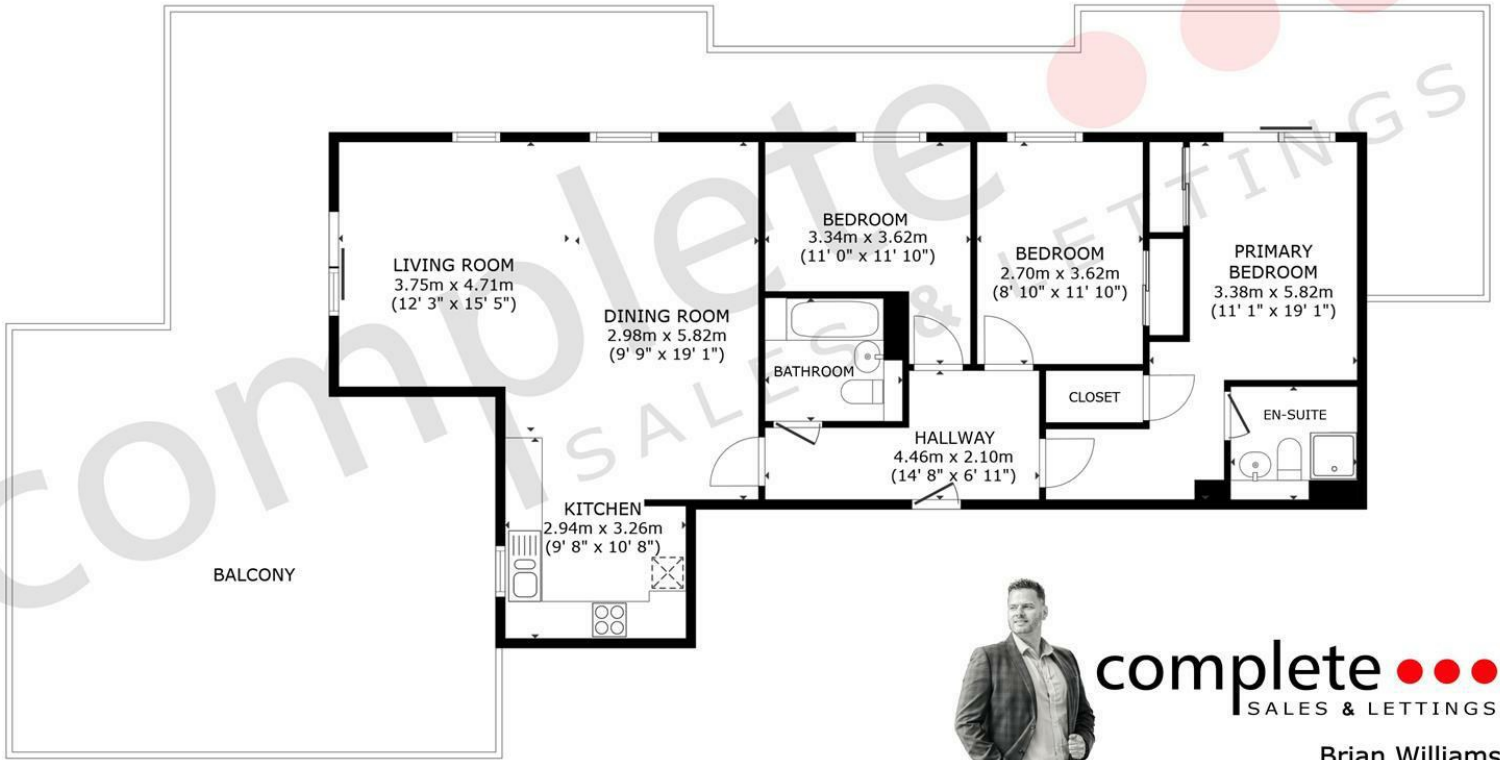 complete
SALES & LETTINGS
LIVING ROOM
3.75m x 4.71m
(12' 3" x 15' 5")
DINING ROOM
2.98m x 5.82m
(9' 9" x 19' 1")
BEDROOM
3.34m x 3.62m
(11' 0" x 11' 10")
BEDROOM
2.70m x 3.62m
(8' 10" x 11' 10")
PRIMARY
BEDROOM
3.38m x 5.82m
(11' 1" x 19' 1")
BATHROOM
CLOSET
EN-SUITE
HALLWAY
4.46m x 2.10m
(14' 8" x 6' 11")
KITCHEN
2.94m x 3.26m
(9' 8" x 10' 8")
BALCONY
complete
SALES & LETTINGS
Brian Williams